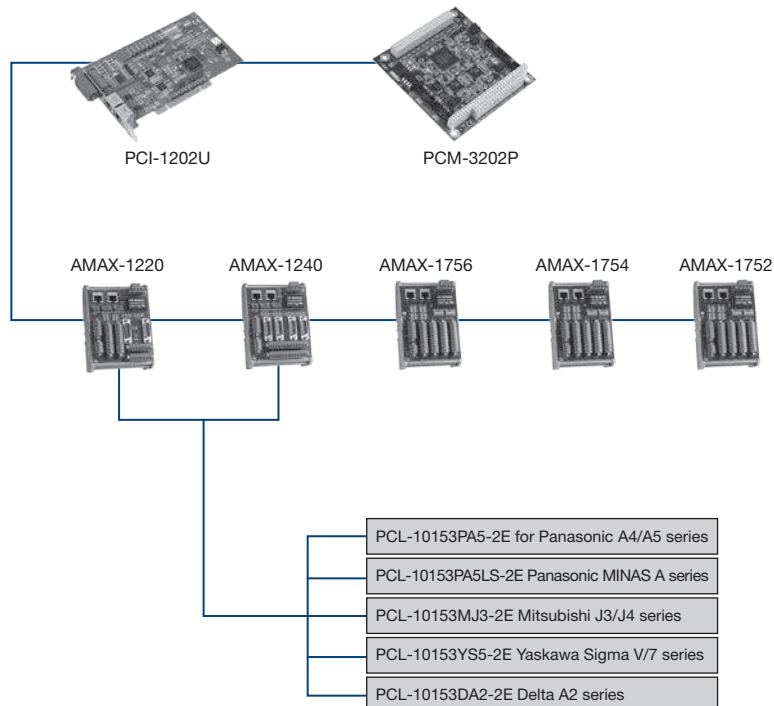 PCI-1202U
PCM-3202P
AMAX-1220
AMAX-1240
AMAX-1756
AMAX-1754
AMAX-1752
PCL-10153PA5-2E for Panasonic A4/A5 series
PCL-10153PA5LS-2E Panasonic MINAS A series
PCL-10153MJ3-2E Mitsubishi J3/J4 series
PCL-10153YS5-2E Yaskawa Sigma V/7 series
PCL-10153DA2-2E Delta A2 series